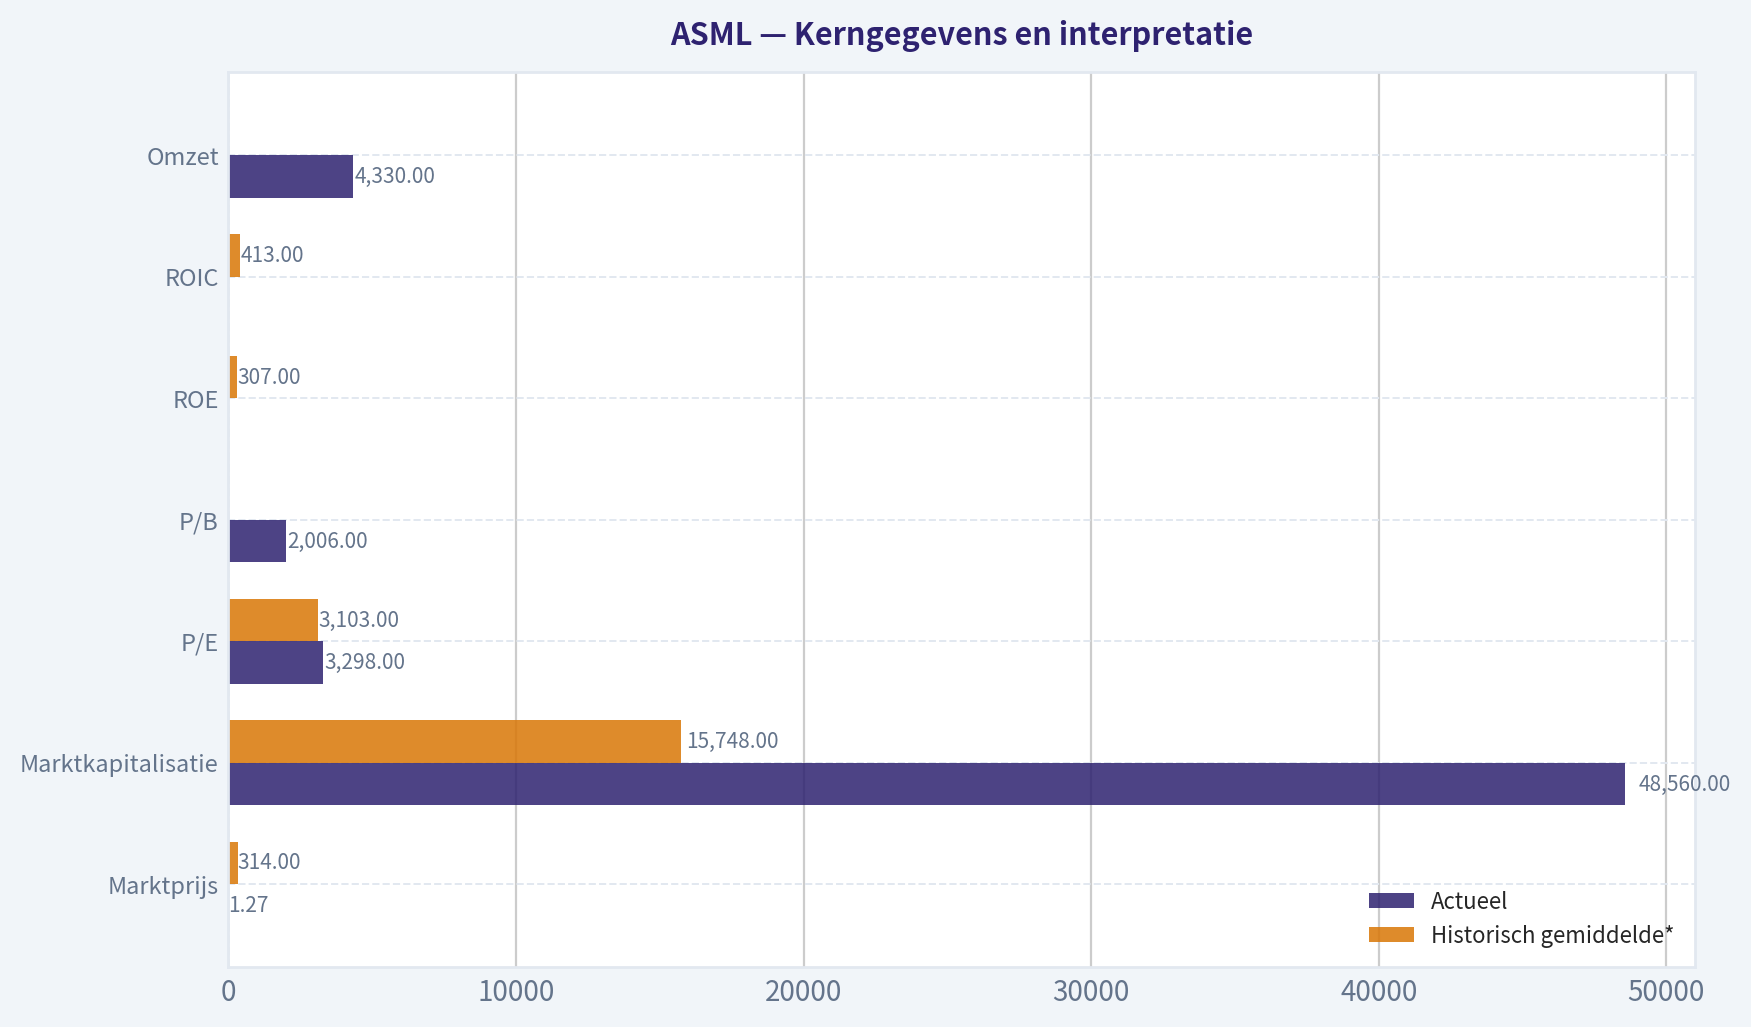 ASML — Kerngegevens en interpretatie
Omzet
4,330.00
413.00
ROIC
307.00
ROE
P/B
2,006.00
3,103.00
P/E
3,298.00
15,748.00
Marktkapitalisatie
48,560.00
314.00
Marktprijs
1.27
Actueel
Historisch gemiddelde*
0 10000 20000 30000 40000 50000